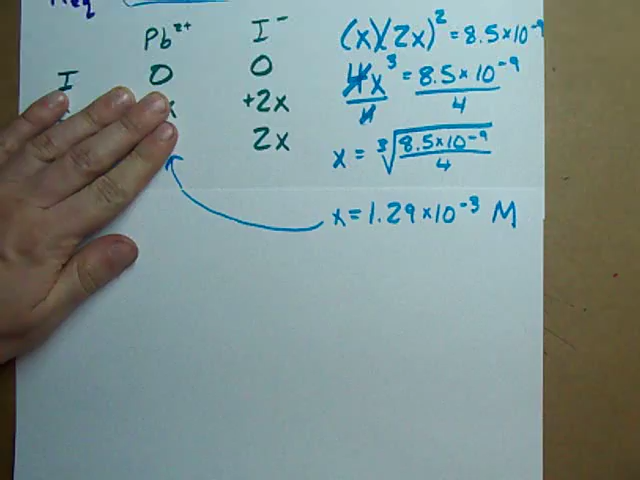 Keq
Pb²⁺ I⁻
I 0 0
x +2x
2x
(x)(2x)² = 8.5×10⁻⁹
4x³/4 = 8.5×10⁻⁹/4
x = ∛(8.5×10⁻⁹/4)
x = 1.29×10⁻³ M